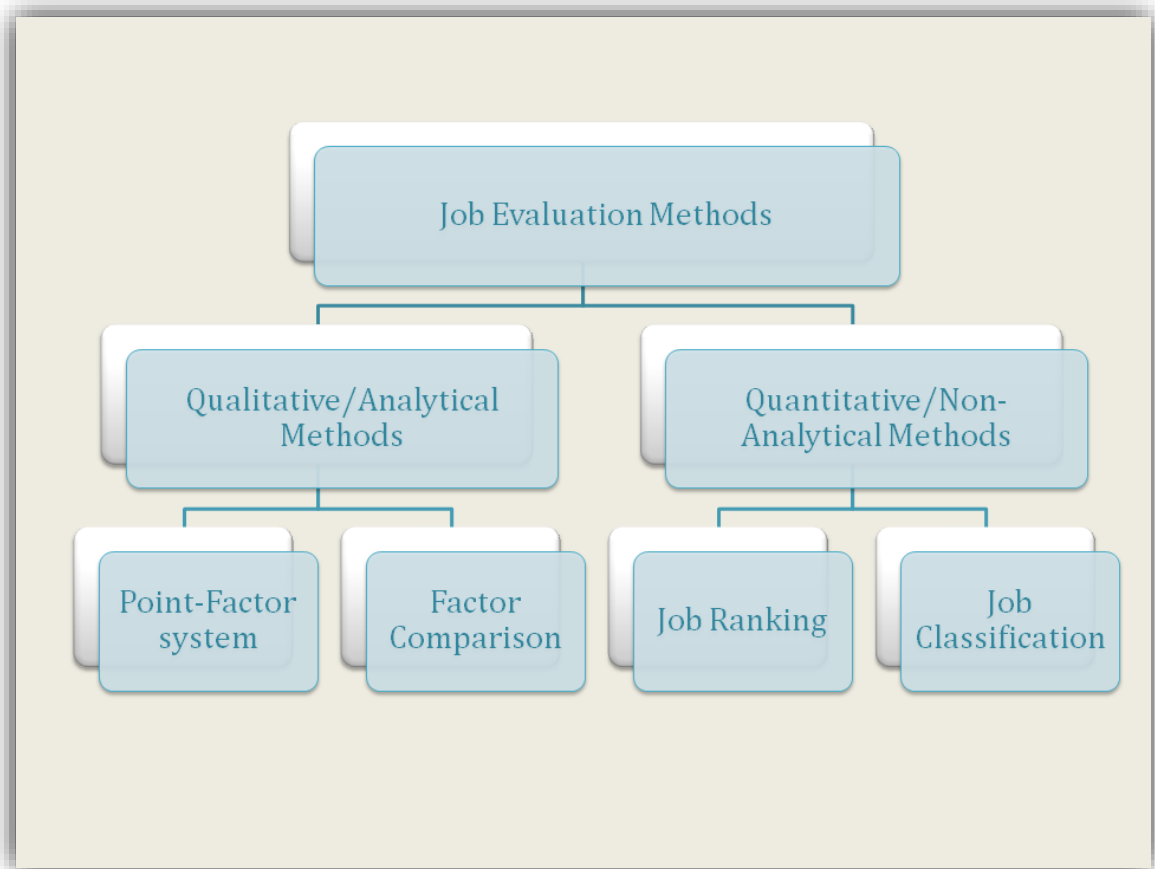 Job Evaluation Methods
Qualitative/Analytical
Methods
Quantitative/Non-
Analytical Methods
Point-Factor
system
Factor
Comparison
Job Ranking
Job
Classification